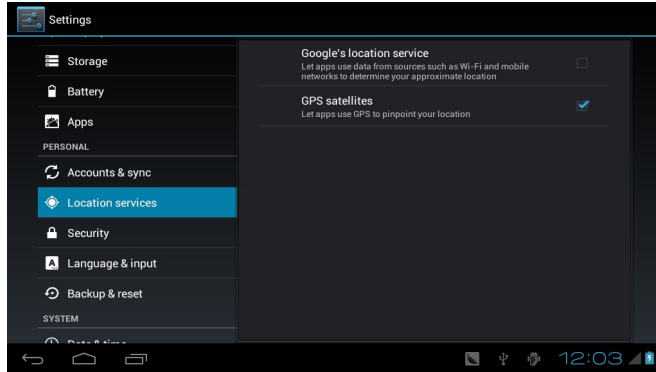 Settings
Storage
Battery
Apps
PERSONAL
Accounts & sync
Location services
Security
Language & input
Backup & reset
SYSTEM
Date & time
Google's location service
Let apps use data from sources such as Wi-Fi and mobile
networks to determine your approximate location
GPS satellites
Let apps use GPS to pinpoint your location
12:03